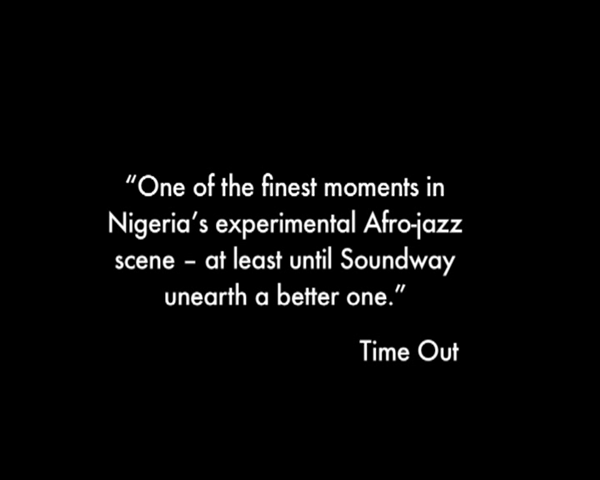 “One of the finest moments in
Nigeria’s experimental Afro-jazz
scene – at least until Soundway
unearth a better one.”
Time Out